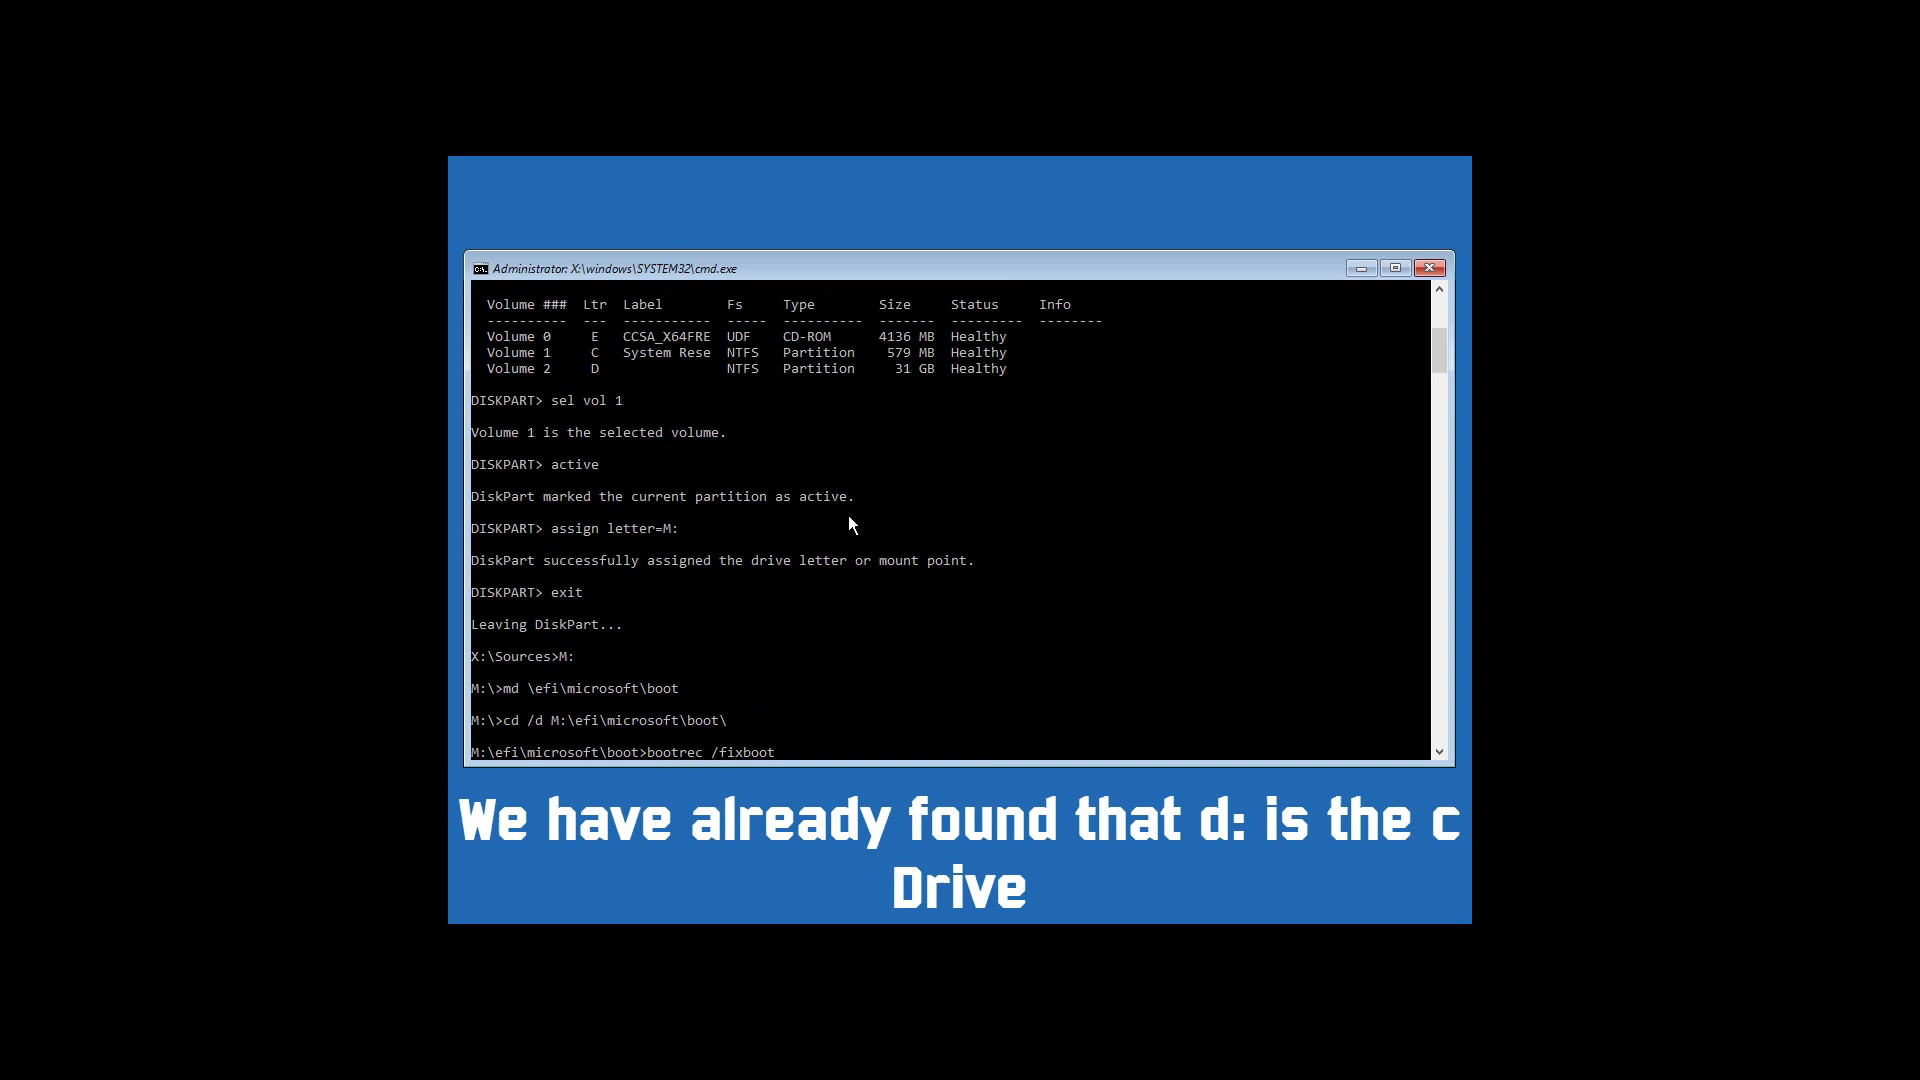 Administrator: X:\windows\SYSTEM32\cmd.exe
Volume ### Ltr Label Fs Type Size Status Info
---------- --- ----------- ----- ---------- ------- --------- --------
Volume 0 E CCSA_X64FRE UDF CD-ROM 4136 MB Healthy
Volume 1 C System Rese NTFS Partition 579 MB Healthy
Volume 2 D NTFS Partition 31 GB Healthy
DISKPART> sel vol 1
Volume 1 is the selected volume.
DISKPART> active
DiskPart marked the current partition as active.
DISKPART> assign letter=M:
DiskPart successfully assigned the drive letter or mount point.
DISKPART> exit
Leaving DiskPart...
X:\Sources>M:
M:\>md \efi\microsoft\boot
M:\>cd /d M:\efi\microsoft\boot\
M:\efi\microsoft\boot>bootrec /fixboot
We have already found that d: is the c
Drive